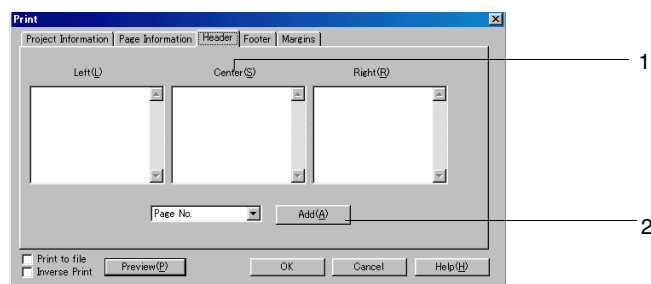 Print
Project Information Page Information Header Footer Margins
Left(L) Center(S) Right(R)
1
Page No. Add(A)
2
Print to file
Inverse Print Preview(P) OK Cancel Help(H)